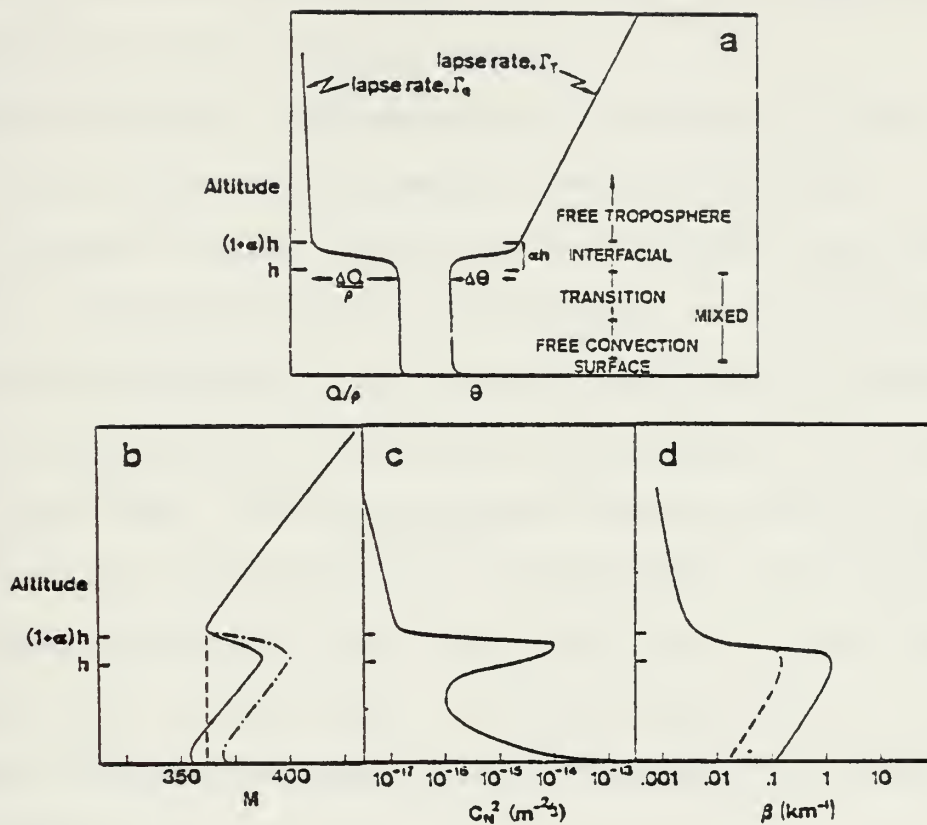 a
lapse rate, Γ_T
lapse rate, Γ_q
Altitude
(1+α)h
h
ΔQ/ρ
Δθ
αh
FREE TROPOSPHERE
INTERFACIAL
TRANSITION
MIXED
FREE CONVECTION
SURFACE
Q/ρ
θ
b
c
d
Altitude
(1+α)h
h
350 400
M
10⁻¹⁷ 10⁻¹⁶ 10⁻¹⁵ 10⁻¹⁴ 10⁻¹³
C_N² (m^-2/3)
.001 .01 .1 1 10
β (km⁻¹)